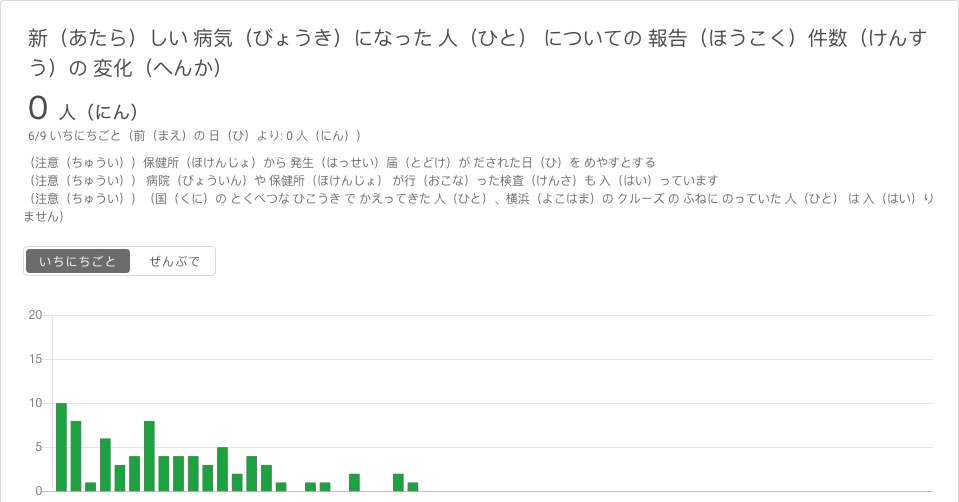 新（あたら）しい 病気（びょうき）になった 人（ひと） についての 報告（ほうこく）件数（けんす
う）の 変化（へんか）
0 人（にん）
6/9 いちにちごと（前（まえ）の 日（ひ）より: 0 人（にん））
（注意（ちゅうい））保健所（ほけんじょ）から 発生（はっせい）届（とどけ）が だされた日（ひ）を めやすとする
（注意（ちゅうい）） 病院（びょういん）や 保健所（ほけんじょ） が行（おこな）った検査（けんさ）も 入（はい）っています
（注意（ちゅうい））（国（くに）の とくべつな ひこうき で かえってきた 人（ひと）、横浜（よこはま）の クルーズ の ふねに のっていた 人（ひと） は 入（はい）り
ません）
いちにちごと ぜんぶで
20
15
10
5
0